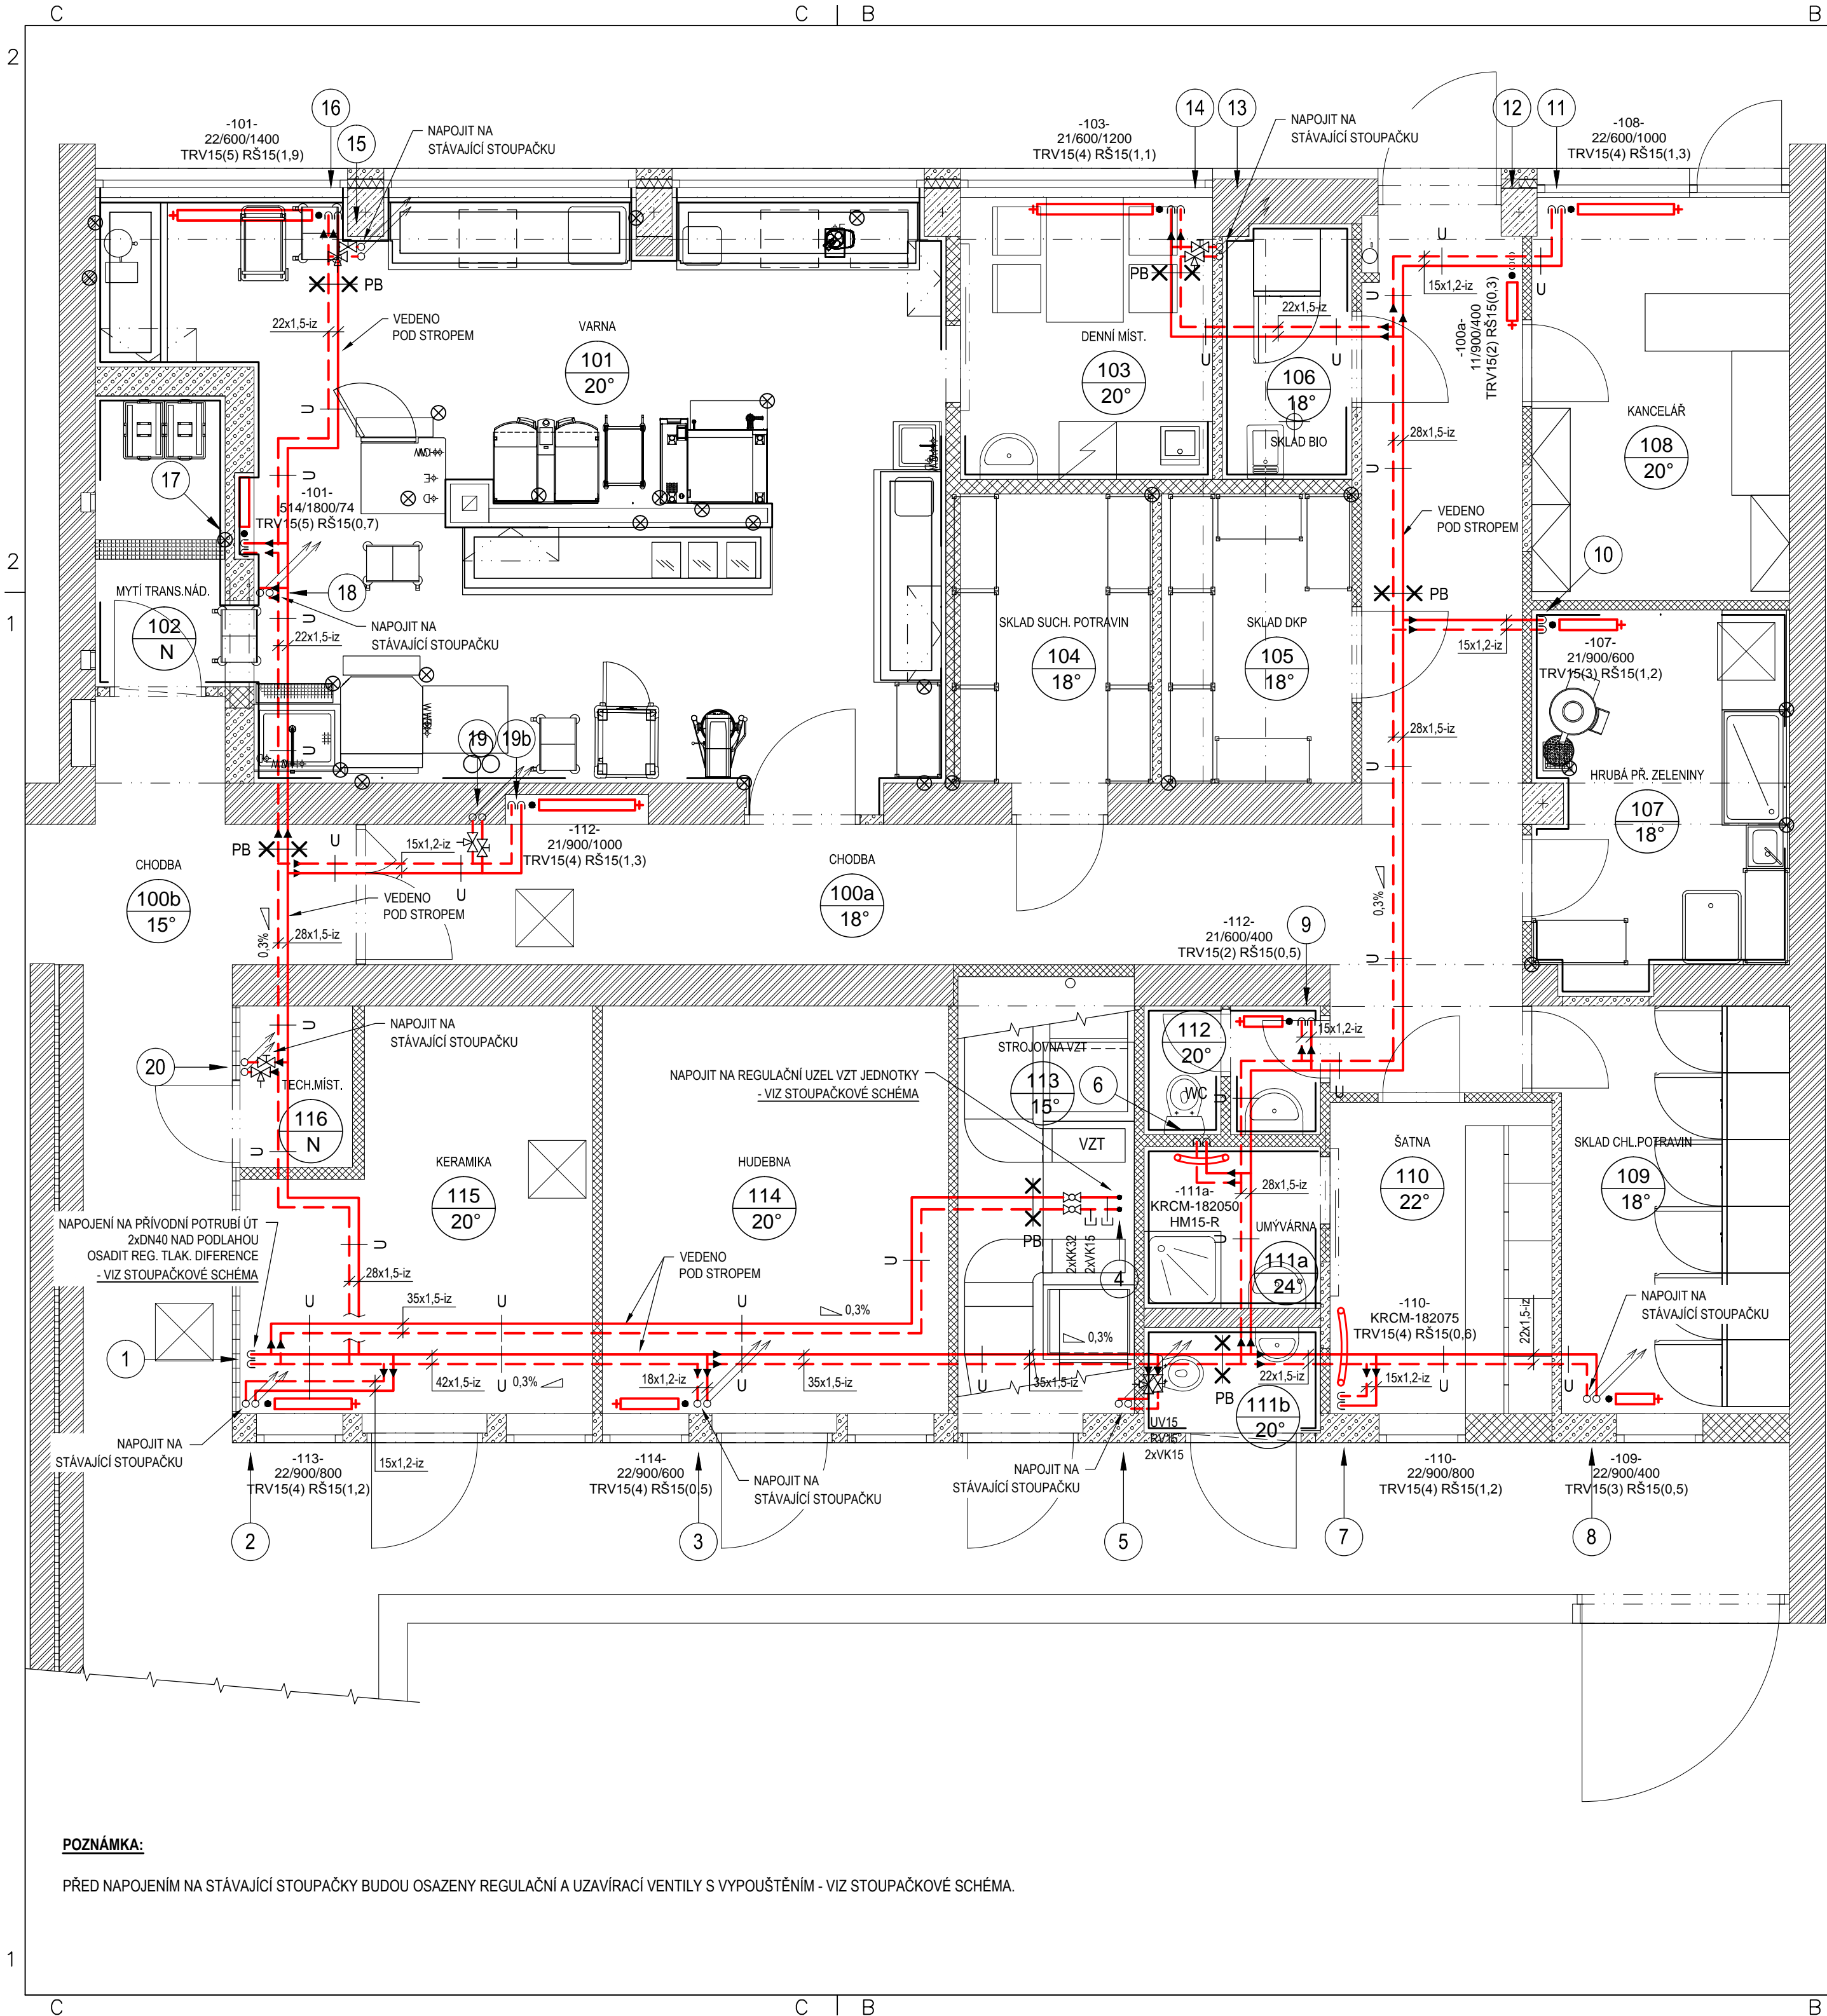 C
C
B
B
2
-101-
22/600/1400
TRV15(5) RŠ15(1,9)
16
15
NAPOJIT NA
STÁVAJÍCÍ STOUPAČKU
-103-
21/600/1200
TRV15(4) RŠ15(1,1)
14
13
NAPOJIT NA
STÁVAJÍCÍ STOUPAČKU
12
11
-108-
22/600/1000
TRV15(4) RŠ15(1,3)
PB
22x1,5-iz
VEDENO
POD STROPEM
VARNA
101
20°
PB
22x1,5-iz
DENNÍ MÍST.
103
20°
106
18°
SKLAD BIO
U
U
U
U
U
15x1,2-iz
U
-100a-
11/900/400
TRV15(2) RŠ15(0,3)
28x1,5-iz
U
KANCELÁŘ
108
20°
U
U
17
-101-
514/1800/74
TRV15(5) RŠ15(0,7)
VEDENO
POD STROPEM
10
2
1
18
MYTÍ TRANS.NÁD.
102
N
NAPOJIT NA
STÁVAJÍCÍ STOUPAČKU
U
22x1,5-iz
SKLAD SUCH. POTRAVIN
104
18°
SKLAD DKP
105
18°
PB
15x1,2-iz
-107-
21/900/600
TRV15(3) RŠ15(1,2)
28x1,5-iz
U
U
19
19b
HRUBÁ PŘ. ZELENINY
107
18°
PB
U
15x1,2-iz
U
-112-
21/900/1000
TRV15(4) RŠ15(1,3)
CHODBA
100b
15°
VEDENO
POD STROPEM
CHODBA
100a
18°
0,3%
28x1,5-iz
0,3%
U
-112-
21/600/400
TRV15(2) RŠ15(0,5)
9
U
NAPOJIT NA
STÁVAJÍCÍ STOUPAČKU
20
TECH.MÍST.
116
N
U
STROJOVNA VZT
113
15°
6
NAPOJIT NA REGULAČNÍ UZEL VZT JEDNOTKY
- VIZ STOUPAČKOVÉ SCHÉMA
112
20°
WC
U
15x1,2-iz
U
VZT
KERAMIKA
115
20°
HUDEBNA
114
20°
ŠATNA
110
22°
SKLAD CHL.POTRAVIN
109
18°
-111a-
KRCM-182050
HM15-R
28x1,5-iz
UMÝVÁRNA
111a
24°
U
NAPOJENÍ NA PŘÍVODNÍ POTRUBÍ ÚT
2xDN40 NAD PODLAHOU
OSADIT REG. TLAK. DIFERENCE
- VIZ STOUPAČKOVÉ SCHÉMA
U
28x1,5-iz
35x1,5-iz
VEDENO
POD STROPEM
U
PB
2xKK32
2xVK15
4
U
U
U
0,3%
0,3%
-110-
KRCM-182075
TRV15(4) RŠ15(0,6)
22x1,5-iz
NAPOJIT NA
STÁVAJÍCÍ STOUPAČKU
1
42x1,5-iz
U
0,3%
18x1,2-iz
U
35x1,5-iz
U
35x1,5-iz
PB
22x1,5-iz
15x1,2-iz
U
U
111b
20°
UV15
RV15
2xVK15
NAPOJIT NA
STÁVAJÍCÍ STOUPAČKU
-113-
22/900/800
TRV15(4) RŠ15(1,2)
15x1,2-iz
-114-
22/900/600
TRV15(4) RŠ15(0,5)
NAPOJIT NA
STÁVAJÍCÍ STOUPAČKU
NAPOJIT NA
STÁVAJÍCÍ STOUPAČKU
-110-
22/900/800
TRV15(4) RŠ15(1,2)
-109-
22/900/400
TRV15(3) RŠ15(0,5)
2
3
5
7
8
POZNÁMKA:
PŘED NAPOJENÍM NA STÁVAJÍCÍ STOUPAČKY BUDOU OSAZENY REGULAČNÍ A UZAVÍRACÍ VENTILY S VYPOUŠTĚNÍM - VIZ STOUPAČKOVÉ SCHÉMA.
1
C
C
B
B